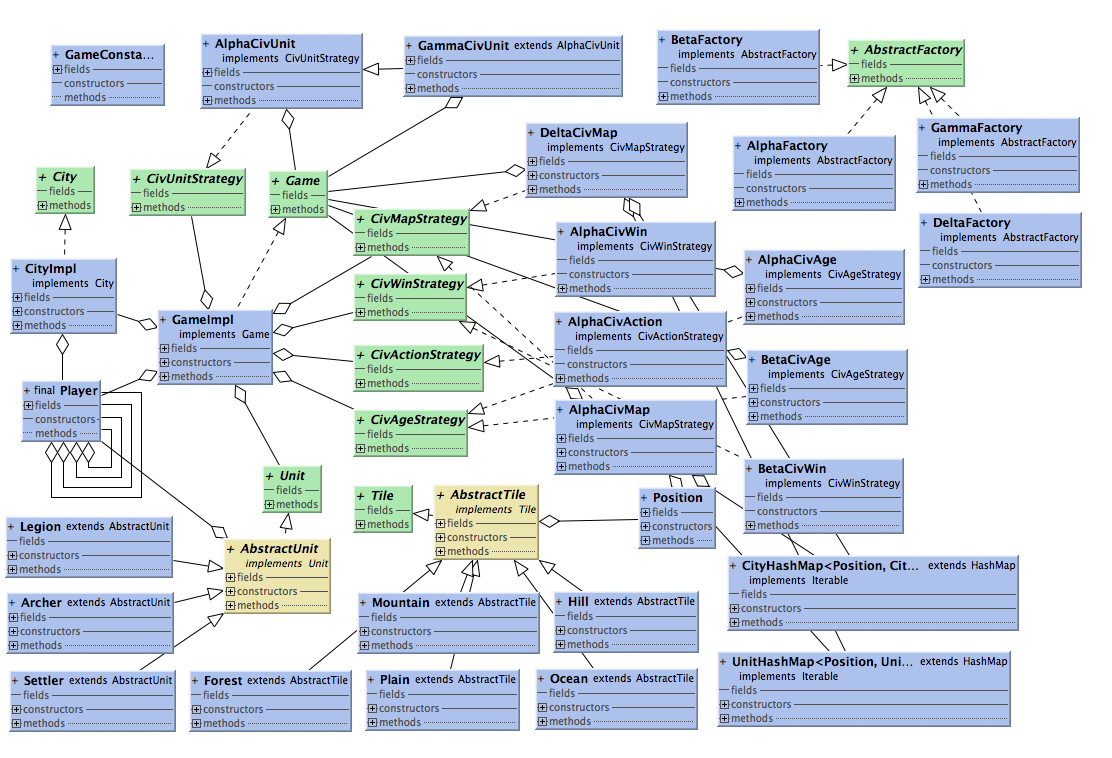 + GameConsta...
fields
constructors
methods
+ AlphaCivUnit
implements CivUnitStrategy
fields
constructors
methods
+ GammaCivUnit extends AlphaCivUnit
fields
constructors
methods
+ BetaFactory
implements AbstractFactory
fields
constructors
methods
+ AbstractFactory
fields
methods
+ AlphaFactory
implements AbstractFactory
fields
constructors
methods
+ GammaFactory
implements AbstractFactory
fields
constructors
methods
+ DeltaFactory
implements AbstractFactory
fields
constructors
methods
+ DeltaCivMap
implements CivMapStrategy
fields
constructors
methods
+ City
fields
methods
+ CivUnitStrategy
fields
methods
+ Game
fields
methods
+ CivMapStrategy
fields
methods
+ AlphaCivWin
implements CivWinStrategy
fields
constructors
methods
+ AlphaCivAge
implements CivAgeStrategy
fields
constructors
methods
+ CityImpl
implements City
fields
constructors
methods
+ CivWinStrategy
fields
methods
+ GameImpl
implements Game
fields
constructors
methods
+ AlphaCivAction
implements CivActionStrategy
fields
constructors
methods
+ CivActionStrategy
fields
methods
+ BetaCivAge
implements CivAgeStrategy
fields
constructors
methods
+ final Player
fields
constructors
methods
+ CivAgeStrategy
fields
methods
+ AlphaCivMap
implements CivMapStrategy
fields
constructors
methods
+ BetaCivWin
implements CivWinStrategy
fields
constructors
methods
+ Unit
fields
methods
+ Tile
fields
methods
+ AbstractTile
implements Tile
fields
constructors
methods
+ Position
fields
constructors
methods
+ Legion extends AbstractUnit
fields
constructors
methods
+ AbstractUnit
implements Unit
fields
constructors
methods
+ CityHashMap<Position, Cit... extends HashMap
implements Iterable
fields
constructors
methods
+ Archer extends AbstractUnit
fields
constructors
methods
+ Mountain extends AbstractTile
fields
constructors
methods
+ Hill extends AbstractTile
fields
constructors
methods
+ UnitHashMap<Position, Uni... extends HashMap
implements Iterable
fields
constructors
methods
+ Settler extends AbstractUnit
fields
constructors
methods
+ Forest extends AbstractTile
fields
constructors
methods
+ Plain extends AbstractTile
fields
constructors
methods
+ Ocean extends AbstractTile
fields
constructors
methods